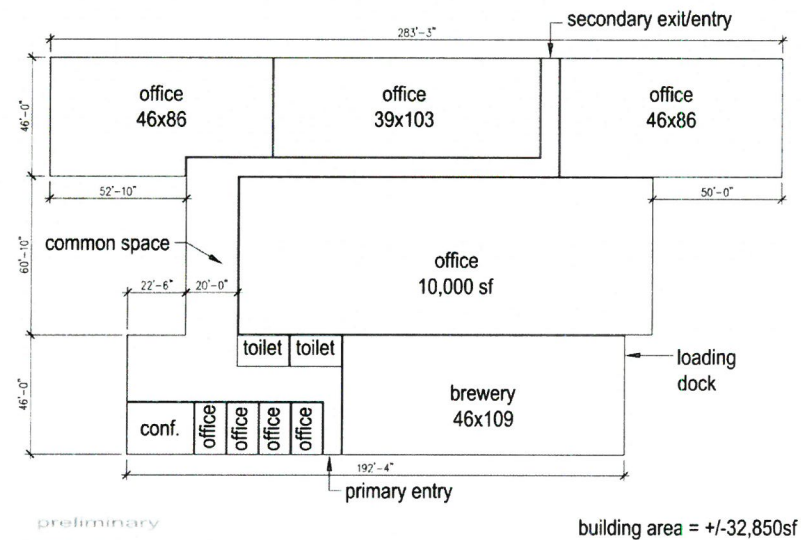 secondary exit/entry
283'-3"
office
46x86
office
39x103
office
46x86
46'-0"
52'-10"
50'-0"
common space
60'-10"
office
10,000 sf
22'-6"
20'-0"
toilet
toilet
loading
dock
46'-0"
brewery
46x109
conf.
office
office
office
office
192'-4"
primary entry
preliminary
building area = +/-32,850sf